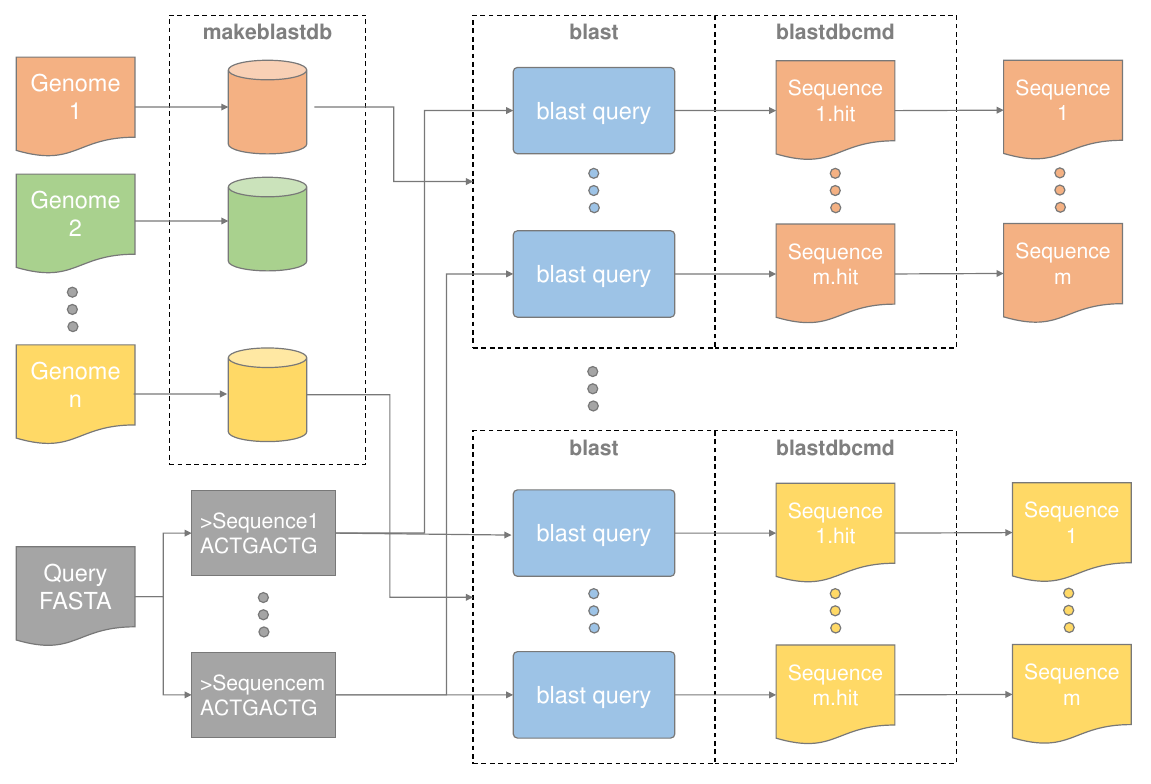 makeblastdb
blast
blastdbcmd
Genome
1
blast query
Sequence
1.hit
Sequence
1
Genome
2
blast query
Sequence
m.hit
Sequence
m
Genome
n
blast
blastdbcmd
>Sequence1
ACTGACTG
blast query
Sequence
1.hit
Sequence
1
Query
FASTA
>Sequencem
ACTGACTG
blast query
Sequence
m.hit
Sequence
m